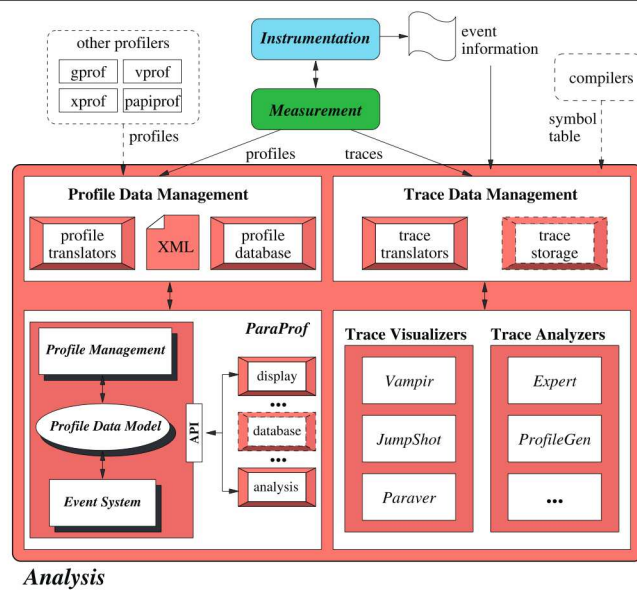 other profilers
gprof
vprof
xprof
papiprof
profiles
Instrumentation
event
information
Measurement
compilers
symbol
table
profiles
traces
Profile Data Management
profile
translators
XML
profile
database
Trace Data Management
trace
translators
trace
storage
ParaProf
Profile Management
Profile Data Model
Event System
API
display
...
database
...
analysis
Trace Visualizers
Vampir
JumpShot
Paraver
Trace Analyzers
Expert
ProfileGen
...
Analysis